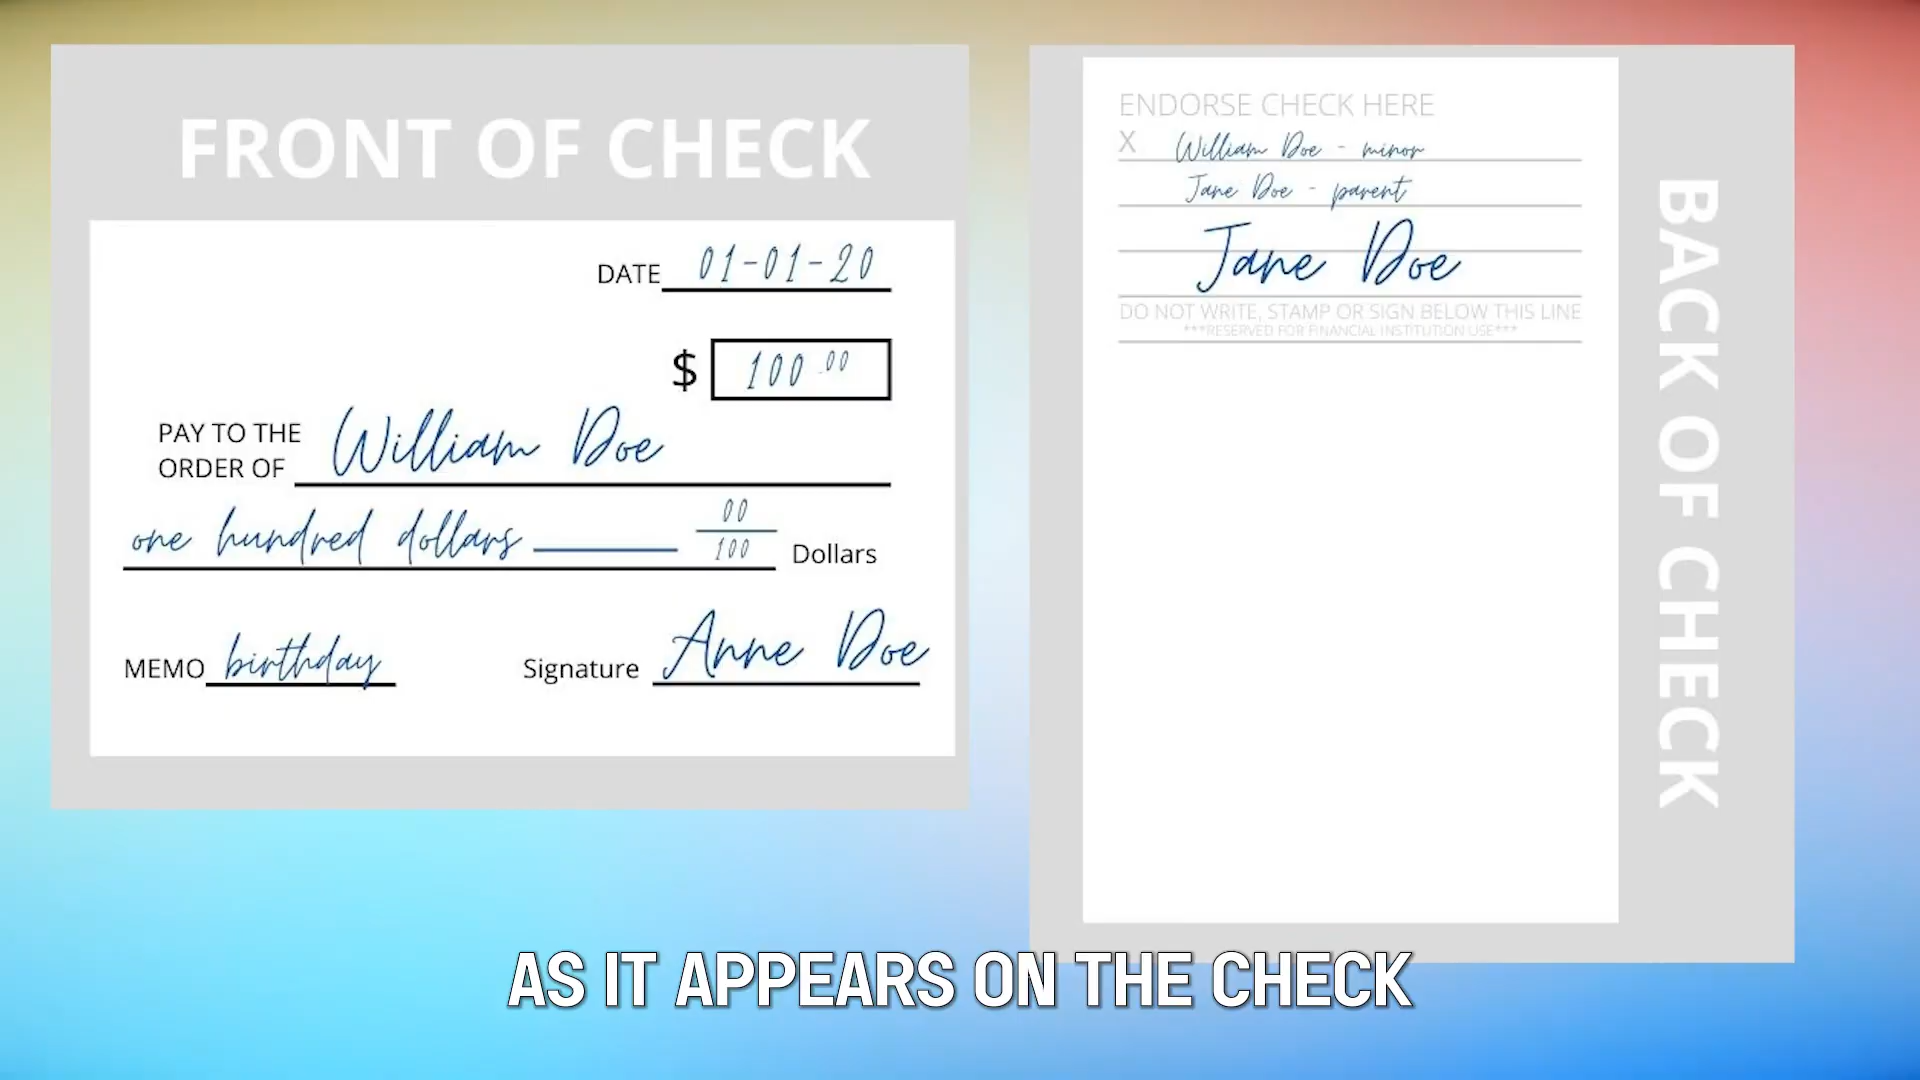 FRONT OF CHECK
DATE 01-01-20
$ 100.00
PAY TO THE
ORDER OF William Doe
one hundred dollars 00/100 Dollars
MEMO birthday Signature Anne Doe
ENDORSE CHECK HERE
X William Doe - minor
Jane Doe - parent
Jane Doe
DO NOT WRITE, STAMP OR SIGN BELOW THIS LINE
***RESERVED FOR FINANCIAL INSTITUTION USE***
BACK OF CHECK
AS IT APPEARS ON THE CHECK